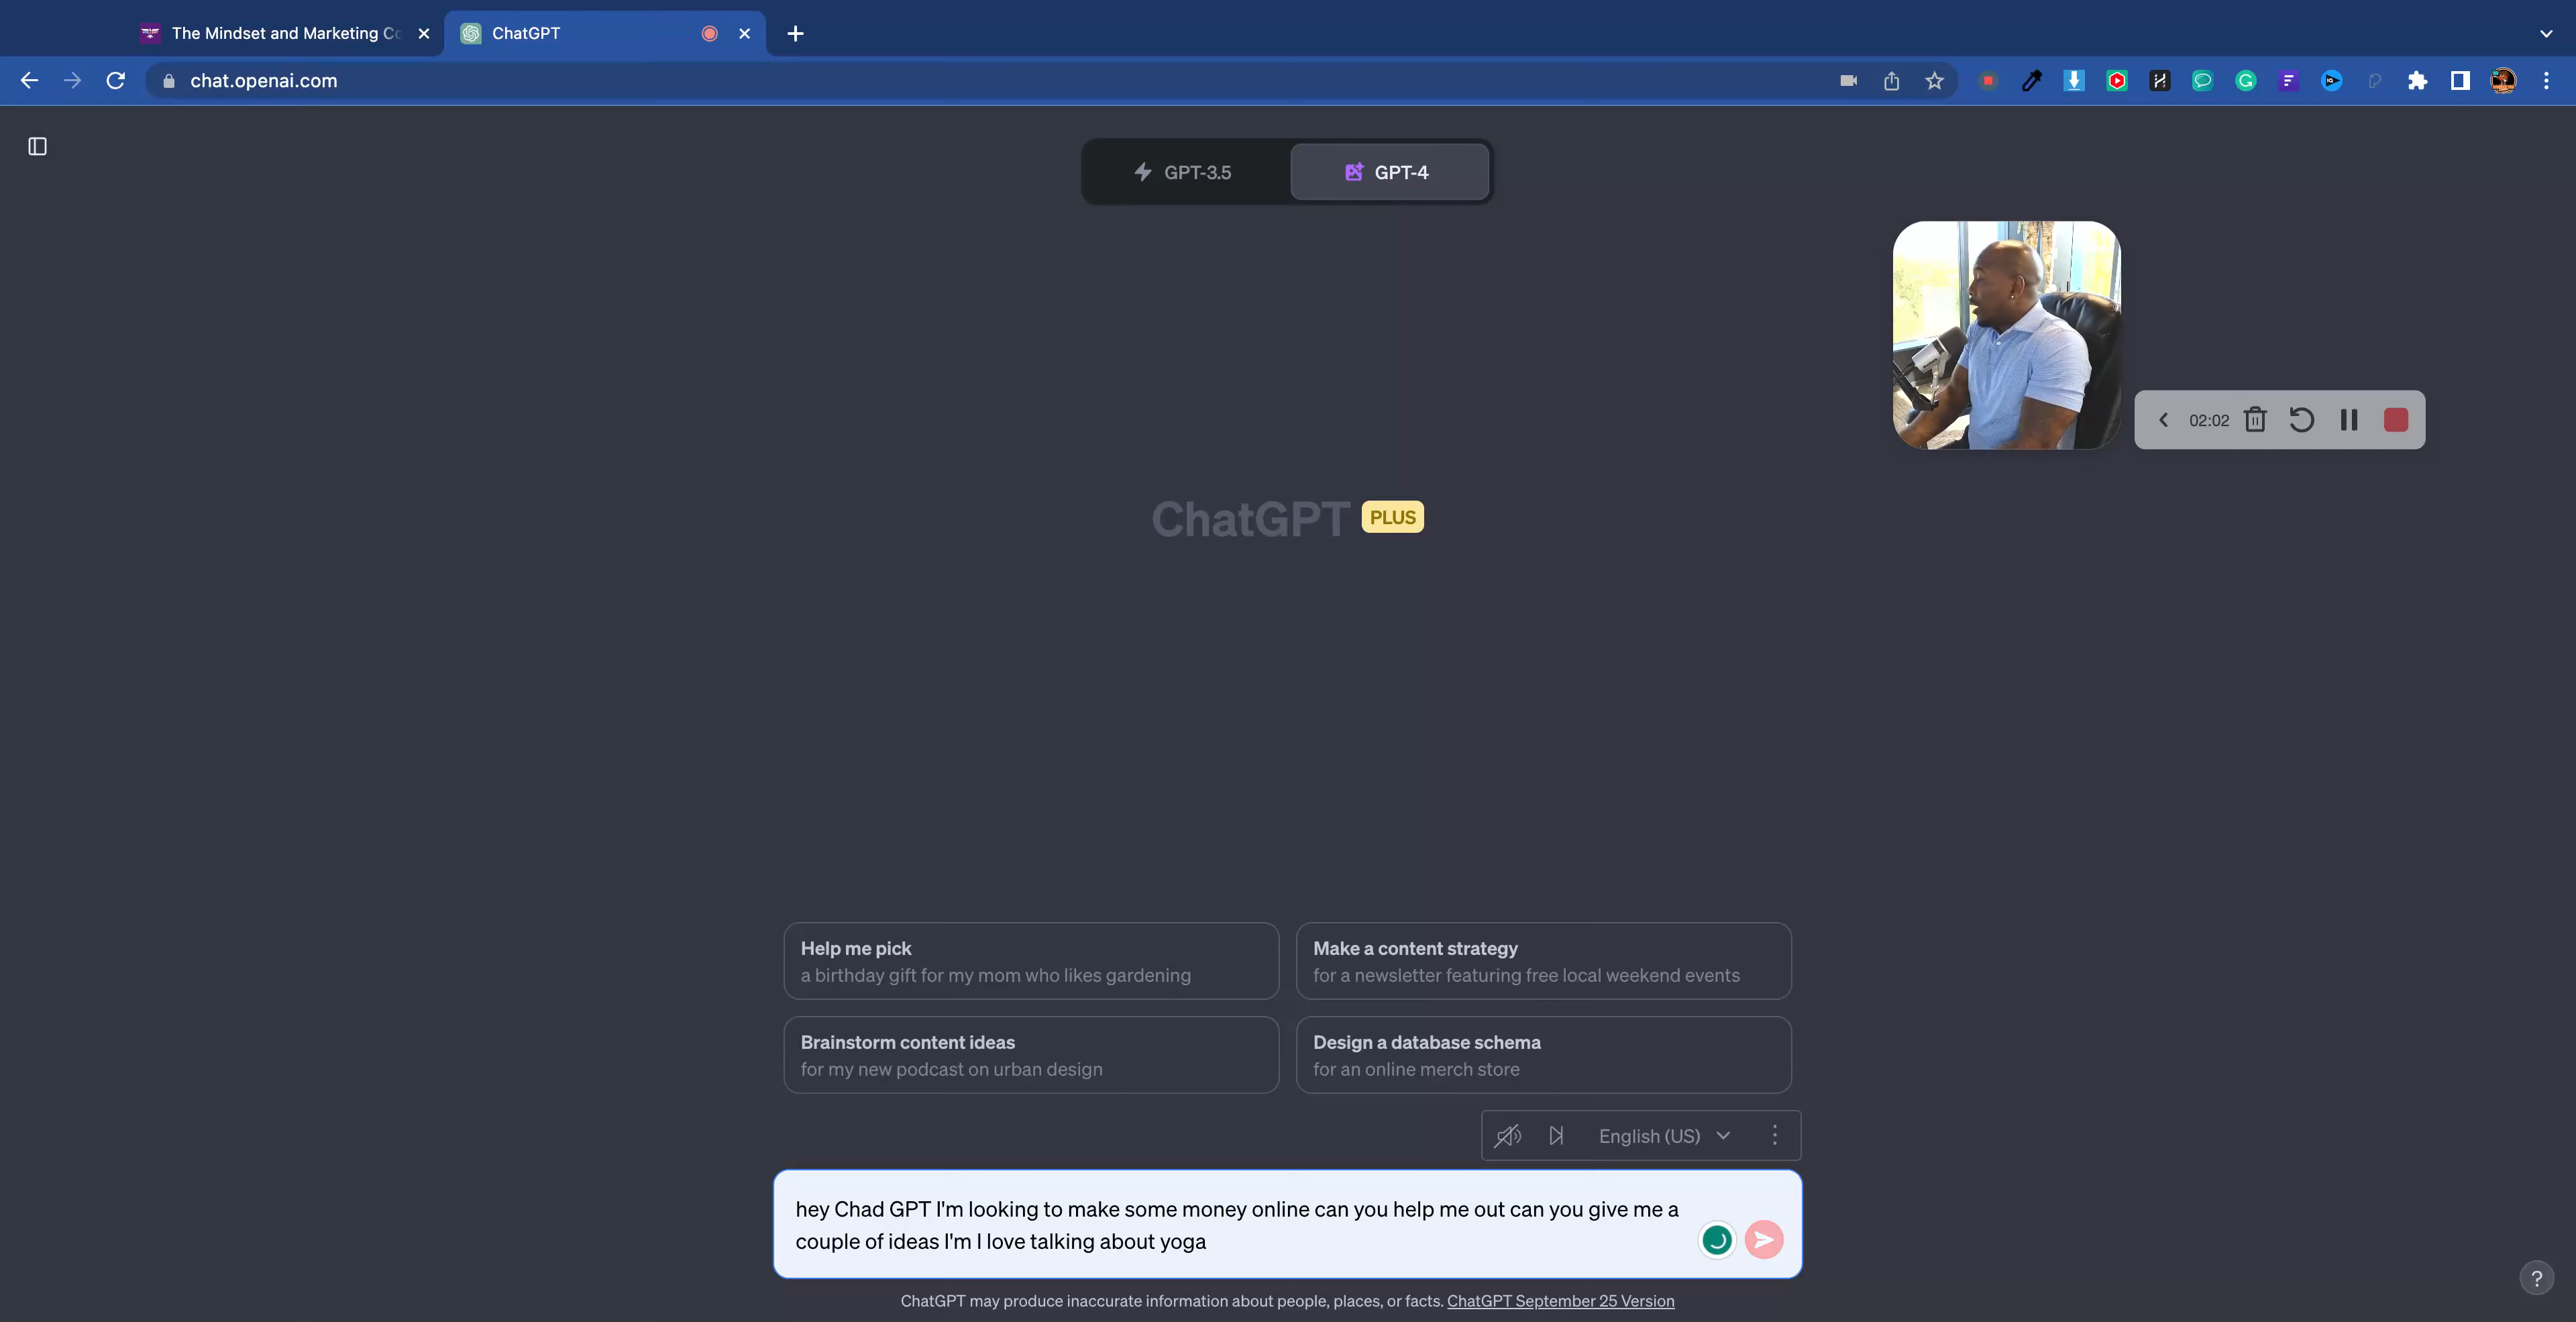 The Mindset and Marketing Co
ChatGPT
chat.openai.com
GPT-3.5
GPT-4
02:02
ChatGPT PLUS
Help me pick
a birthday gift for my mom who likes gardening
Make a content strategy
for a newsletter featuring free local weekend events
Brainstorm content ideas
for my new podcast on urban design
Design a database schema
for an online merch store
English (US)
hey Chad GPT I'm looking to make some money online can you help me out can you give me a
couple of ideas I'm I love talking about yoga
ChatGPT may produce inaccurate information about people, places, or facts. ChatGPT September 25 Version
?